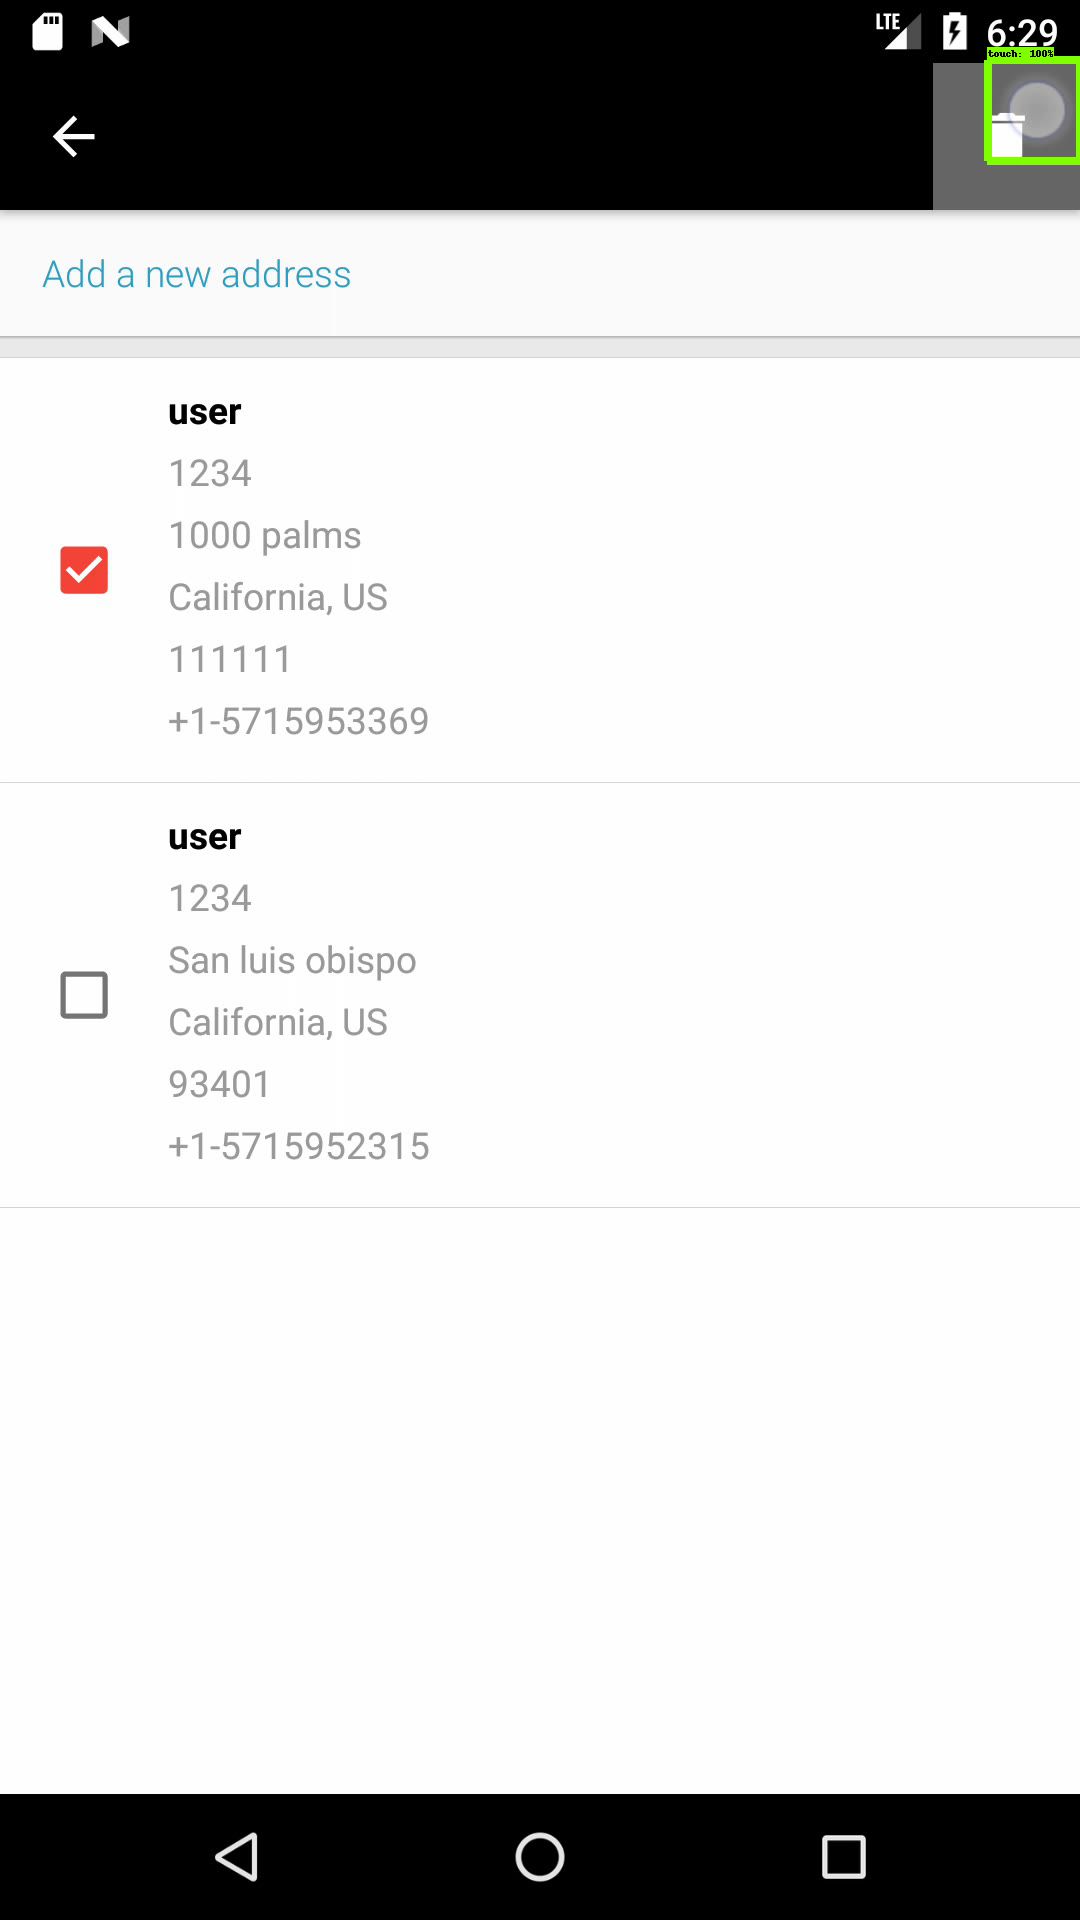 LTE 6:29
touch: 100%
Add a new address
user
1234
1000 palms
California, US
111111
+1-5715953369
user
1234
San luis obispo
California, US
93401
+1-5715952315